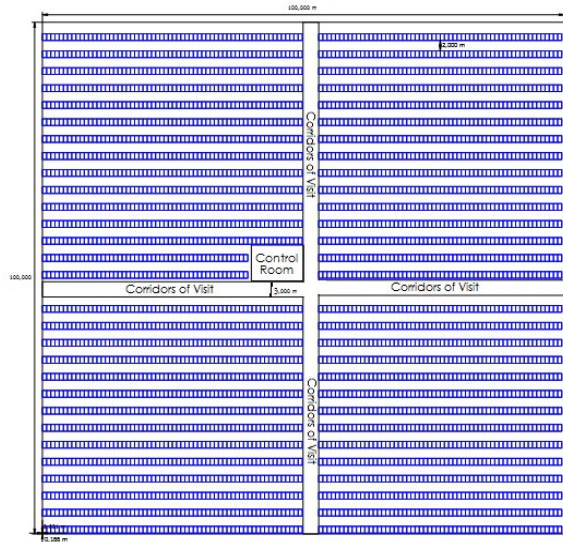 100,000 m
2,000 m
Corridors of Visit
Control
Room
100,000
Corridors of Visit
3,000 m
Corridors of Visit
Corridors of Visit
0,188 m